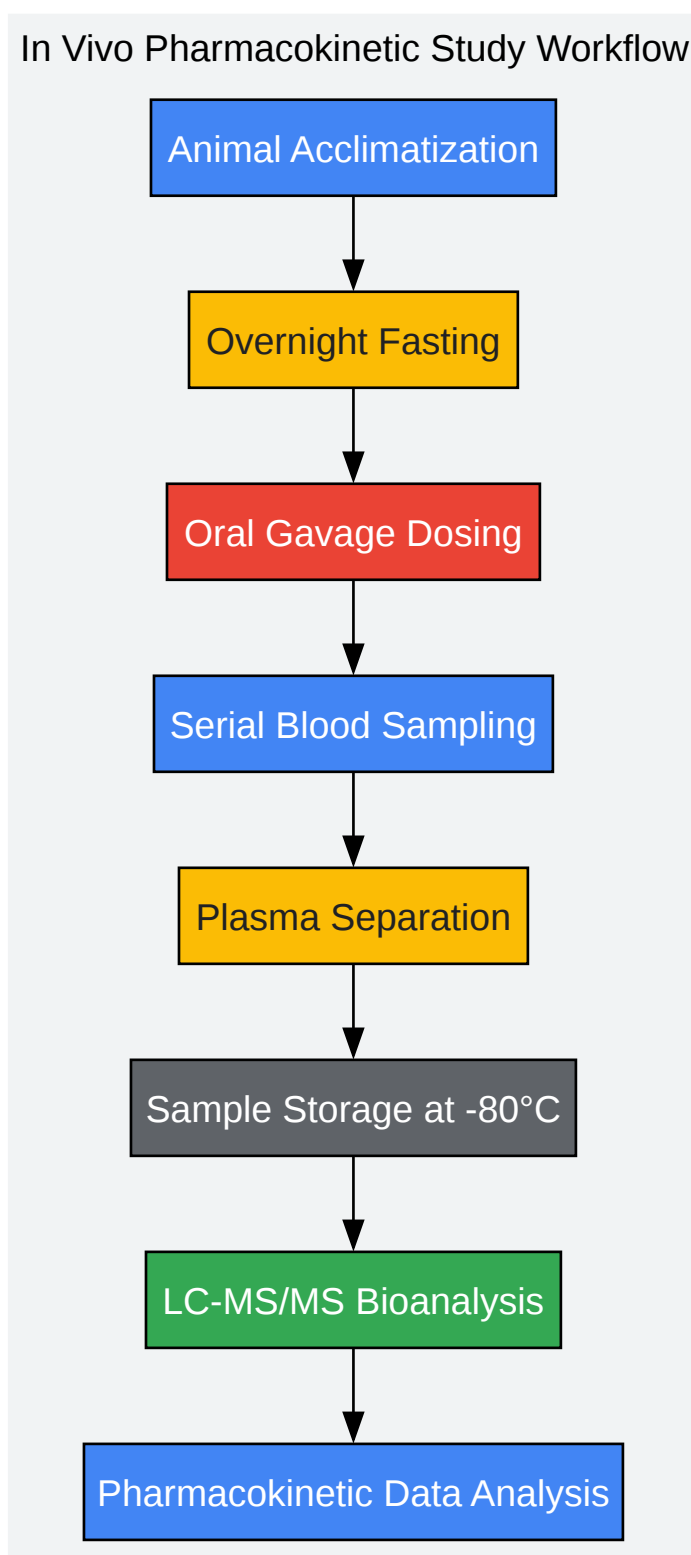 In Vivo Pharmacokinetic Study Workflow
Animal Acclimatization
Overnight Fasting
Oral Gavage Dosing
Serial Blood Sampling
Plasma Separation
Sample Storage at -80°C
LC-MS/MS Bioanalysis
Pharmacokinetic Data Analysis